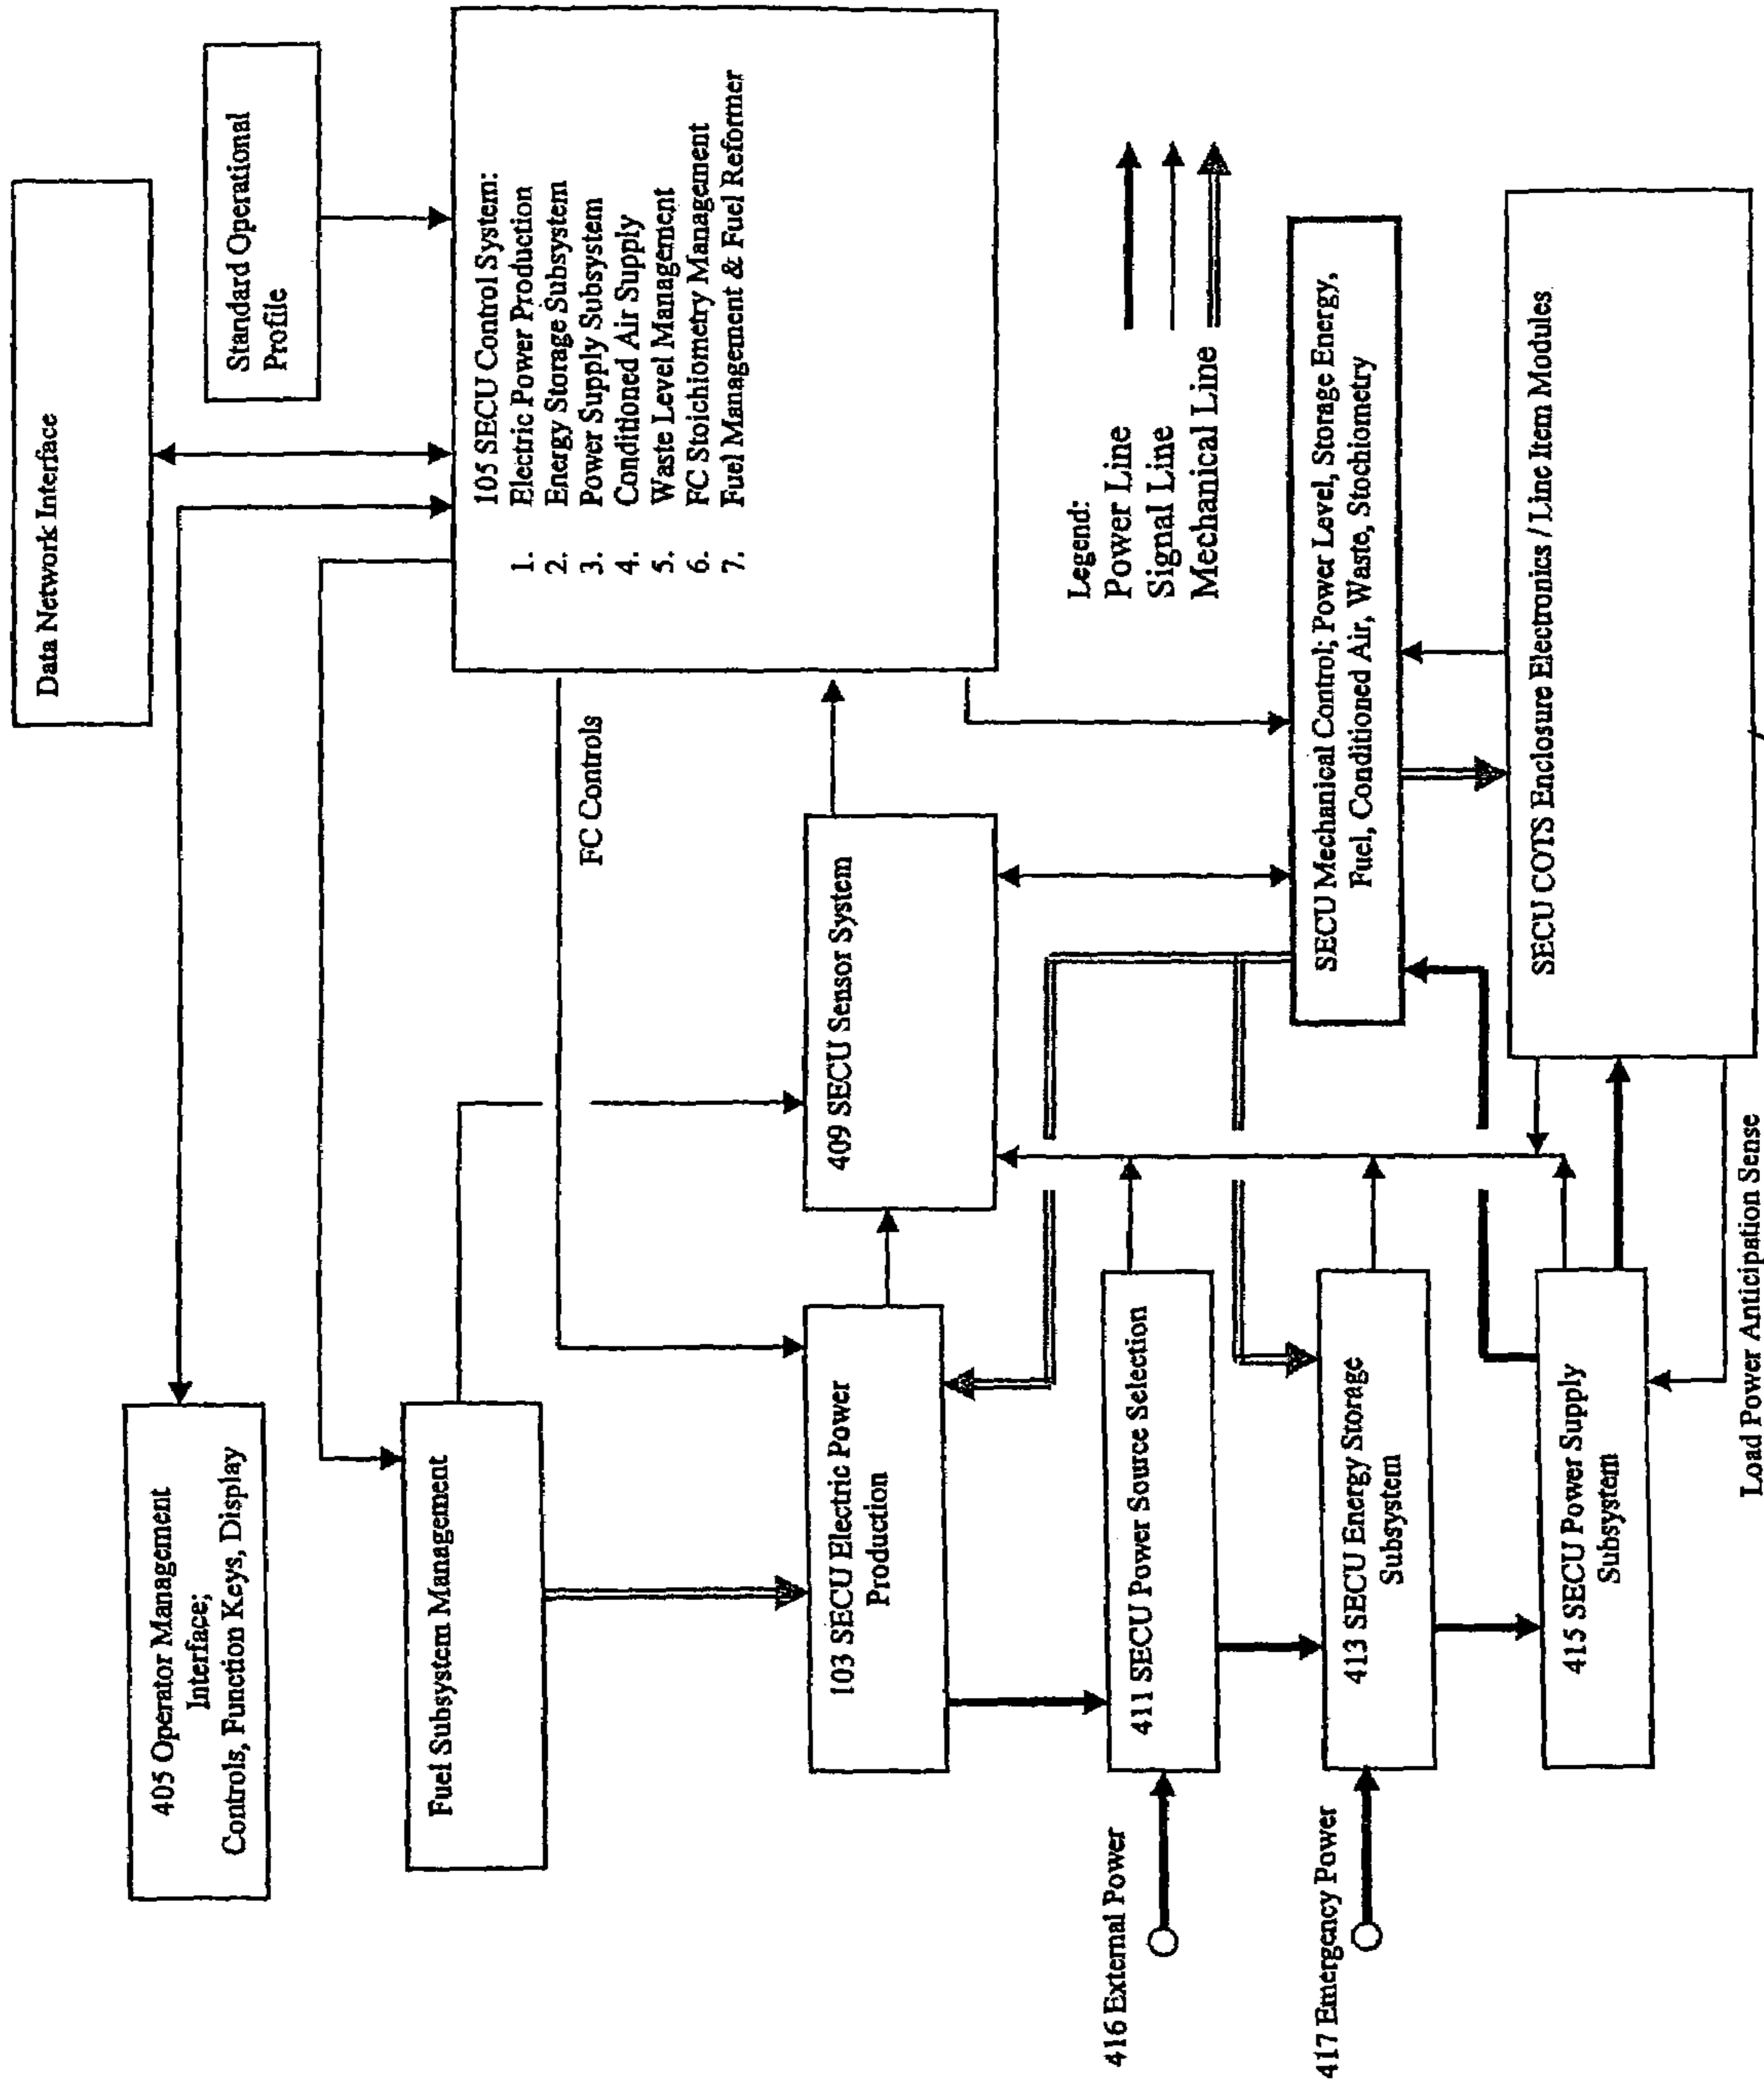 Data Network Interface
Standard Operational
Profile
405 Operator Management
Interface;
Controls, Function Keys, Display
105 SECU Control System:
1. Electric Power Production
2. Energy Storage Subsystem
3. Power Supply Subsystem
4. Conditioned Air Supply
5. Waste Level Management
6. FC Stoichiometry Management
7. Fuel Management & Fuel Reformer
Fuel Subsystem Management
FC Controls
103 SECU Electric Power
Production
409 SECU Sensor System
Legend:
Power Line
Signal Line
Mechanical Line
416 External Power
411 SECU Power Source Selection
417 Emergency Power
413 SECU Energy Storage
Subsystem
SECU Mechanical Control; Power Level, Storage Energy,
Fuel, Conditioned Air, Waste, Stochiometry
415 SECU Power Supply
Subsystem
SECU COTS Enclosure Electronics / Line Item Modules
Load Power Anticipation Sense